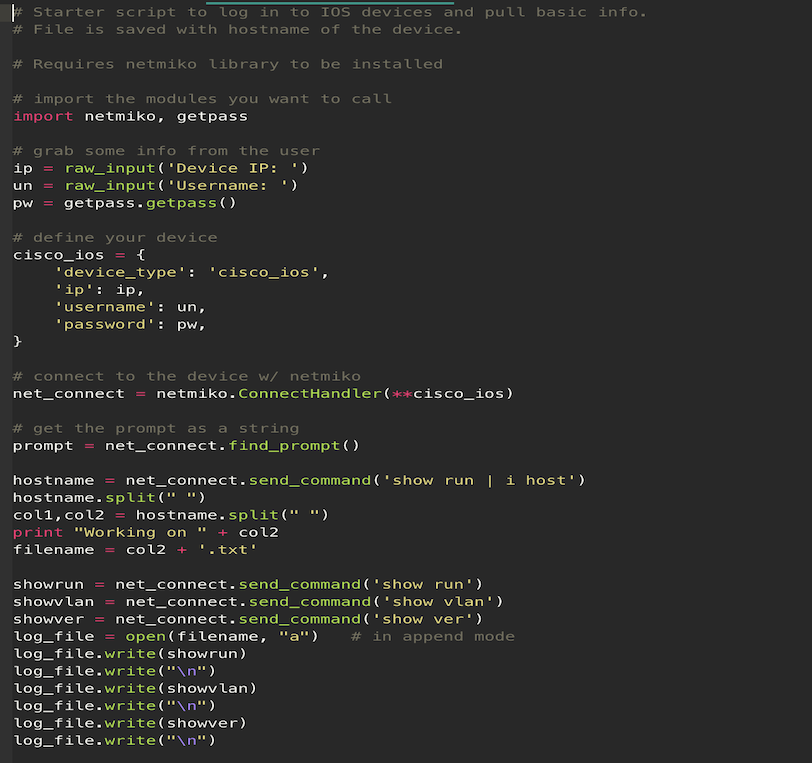 # Starter script to log in to IOS devices and pull basic info.
# File is saved with hostname of the device.

# Requires netmiko library to be installed

# import the modules you want to call
import netmiko, getpass

# grab some info from the user
ip = raw_input('Device IP: ')
un = raw_input('Username: ')
pw = getpass.getpass()

# define your device
cisco_ios = {
    'device_type': 'cisco_ios',
    'ip': ip,
    'username': un,
    'password': pw,
}

# connect to the device w/ netmiko
net_connect = netmiko.ConnectHandler(**cisco_ios)

# get the prompt as a string
prompt = net_connect.find_prompt()

hostname = net_connect.send_command('show run | i host')
hostname.split(" ")
col1,col2 = hostname.split(" ")
print "Working on " + col2
filename = col2 + '.txt'

showrun = net_connect.send_command('show run')
showvlan = net_connect.send_command('show vlan')
showver = net_connect.send_command('show ver')
log_file = open(filename, "a")   # in append mode
log_file.write(showrun)
log_file.write("\n")
log_file.write(showvlan)
log_file.write("\n")
log_file.write(showver)
log_file.write("\n")